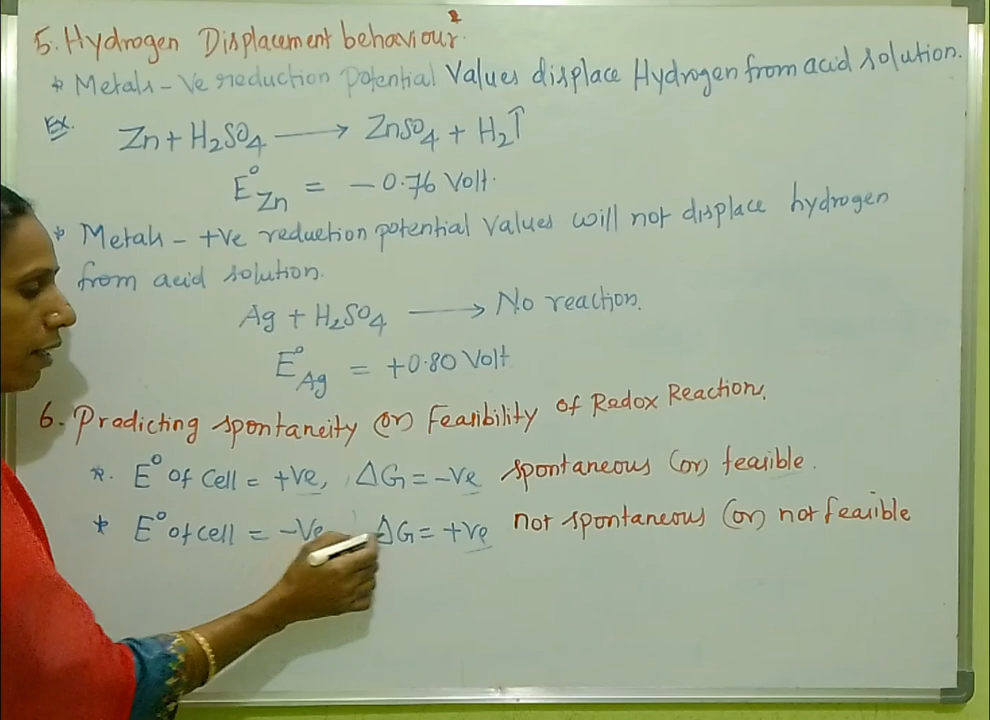 5. Hydrogen Displacement behaviour.
* Metals - Ve reduction potential Values displace Hydrogen from acid solution.
Ex. Zn + H₂SO₄ → ZnSO₄ + H₂↑
E°Zn = - 0.76 Volt.
* Metals - +Ve reduction potential Values will not displace hydrogen
from acid solution.
Ag + H₂SO₄ → No reaction.
E°Ag = +0.80 Volt
6. Predicting spontaneity (or) Feasibility of Redox Reaction.
*. E° of Cell = +Ve, ΔG = -Ve spontaneous (or) feasible.
* E° of cell = -Ve ΔG = +Ve not spontaneous (or) not feasible